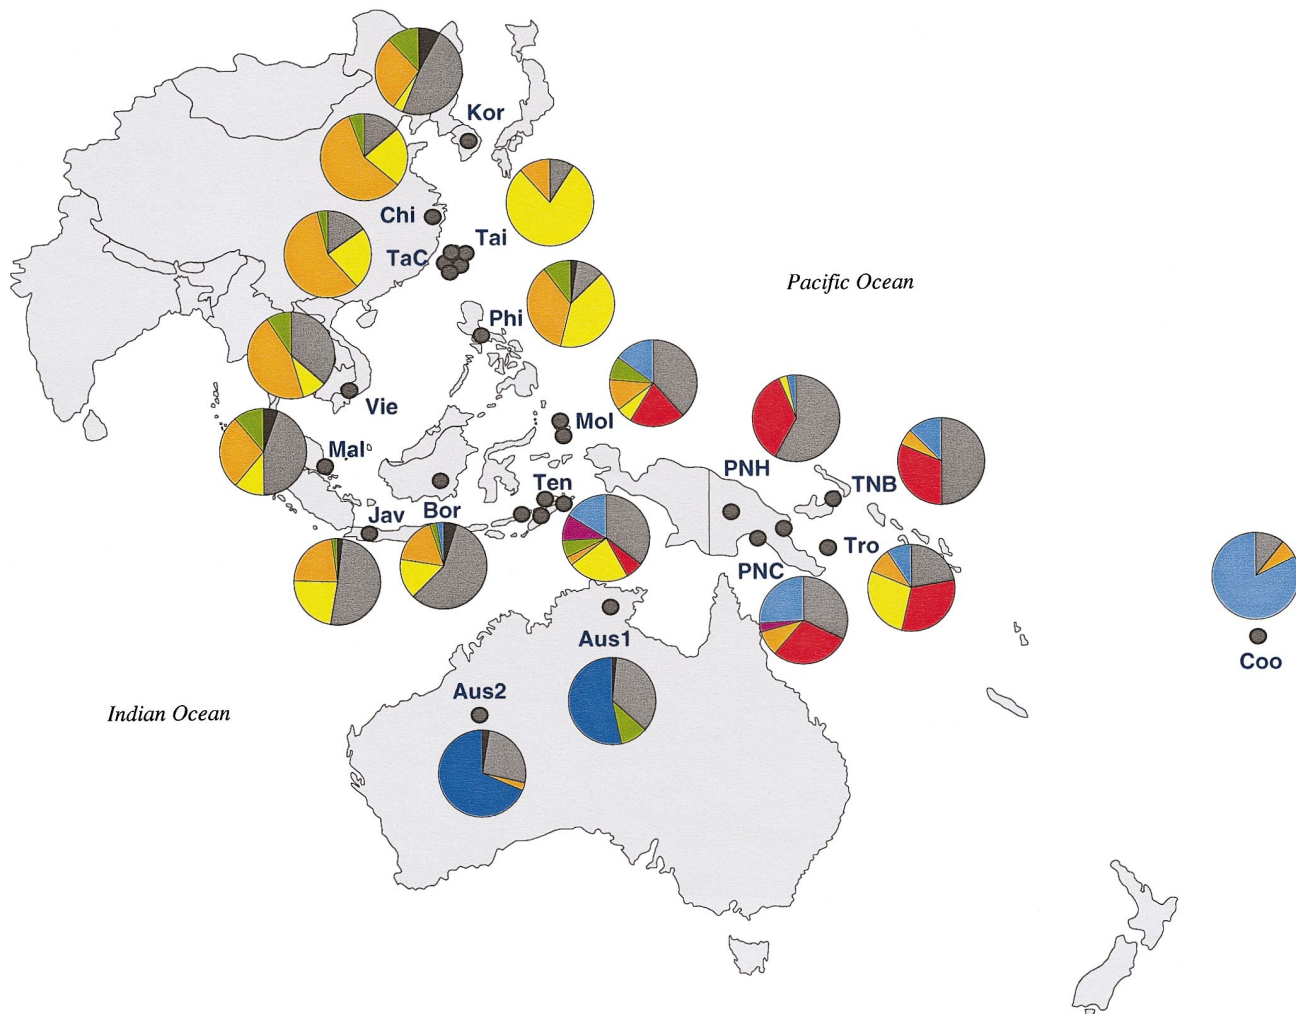 Kor
Chi
Tai
TaC
Pacific Ocean
Phi
Vie
Mol
Mal
PNH
TNB
Ten
Jav
Bor
Tro
PNC
Aus1
Coo
Aus2
Indian Ocean